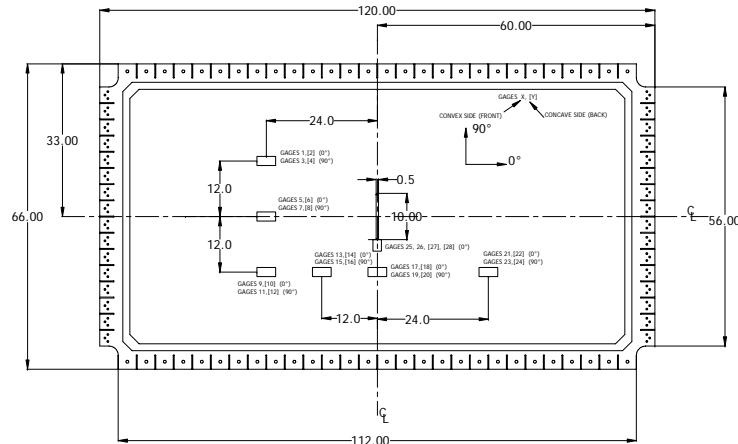 120.00
60.00
GAGES X, [Y]
CONVEX SIDE (FRONT)
CONCAVE SIDE (BACK)
90°
0°
24.0
33.00
GAGES 1,[2] (0°)
GAGES 3,[4] (90°)
12.0
0.5
GAGES 5,[6] (0°)
GAGES 7,[8] (90°)
10.00
66.00
56.00
CL
12.0
GAGES 25, 26, [27], [28] (0°)
GAGES 13,[14] (0°)
GAGES 15,[16] (90°)
GAGES 17,[18] (0°)
GAGES 19,[20] (90°)
GAGES 21,[22] (0°)
GAGES 23,[24] (90°)
GAGES 9,[10] (0°)
GAGES 11,[12] (90°)
12.0
24.0
CL
112.00